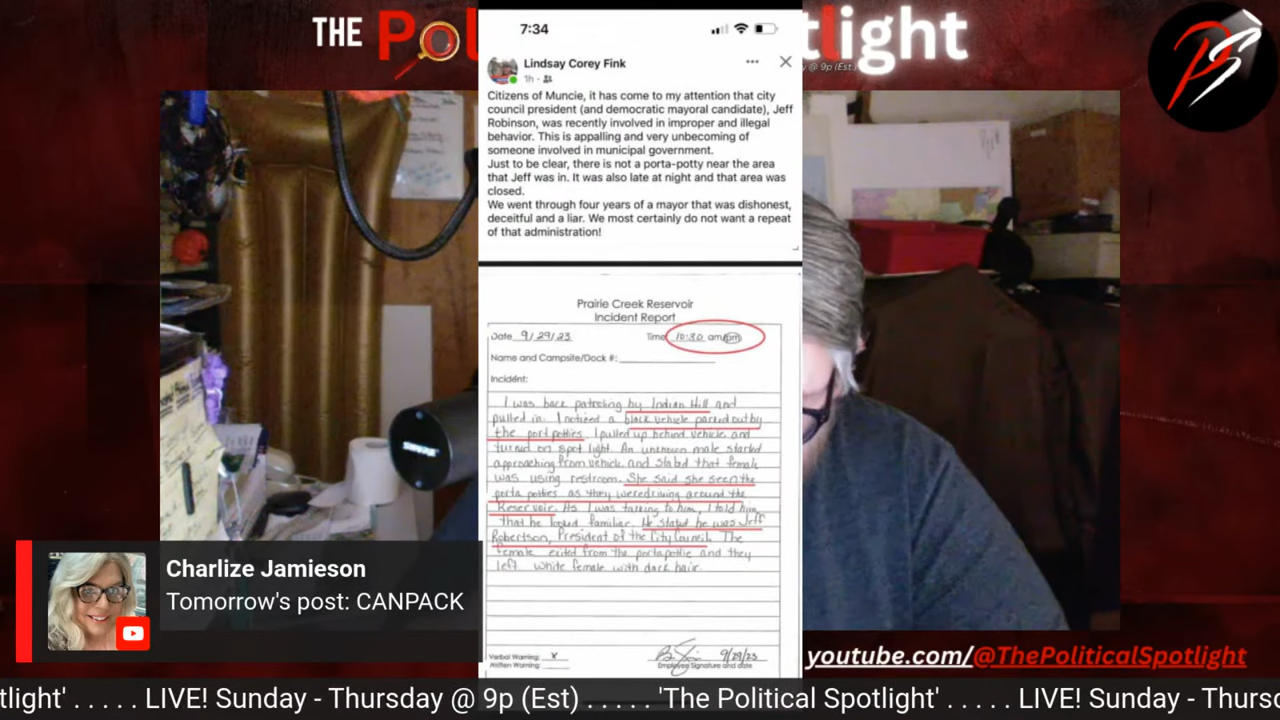 THE Pol
tlight
@ 9p (Est.)
PS
7:34
Lindsay Corey Fink
1h
Citizens of Muncie, it has come to my attention that city
council president (and democratic mayoral candidate), Jeff
Robinson, was recently involved in improper and illegal
behavior. This is appalling and very unbecoming of
someone involved in municipal government.
Just to be clear, there is not a porta-potty near the area
that Jeff was in. It was also late at night and that area was
closed.
We went through four years of a mayor that was dishonest,
deceitful and a liar. We most certainly do not want a repeat
of that administration!
Prairie Creek Reservoir
Incident Report
Date 9/29/23 Time 10:30 am/pm
Name and Campsite/Dock #:
Incident:
I was back patroling by Indian Hill and
pulled in. I noticed a black vehicle parked out by
the port potties. I pulled up behind vehicle and
turned on spot light. An unknown male started
approaching from vehicle and stated that female
was using restroom. She said she seen the
porta potties as they were driving around the
Reservoir. As I was talking to him, I told him
that he looked familiar. He stated he was Jeff
Robertson, President of the City Council. The
female exited from the porta pottie and they
left. White female with dark hair.
Verbal Warning: X
Written Warning:
9/29/23
Employee Signature and date
SHURE
Charlize Jamieson
Tomorrow's post: CANPACK
youtube.com/@ThePoliticalSpotlight
tlight' . . . . . LIVE! Sunday - Thursday @ 9p (Est) . . . . . 'The Political Spotlight' . . . . . LIVE! Sunday - Thurs